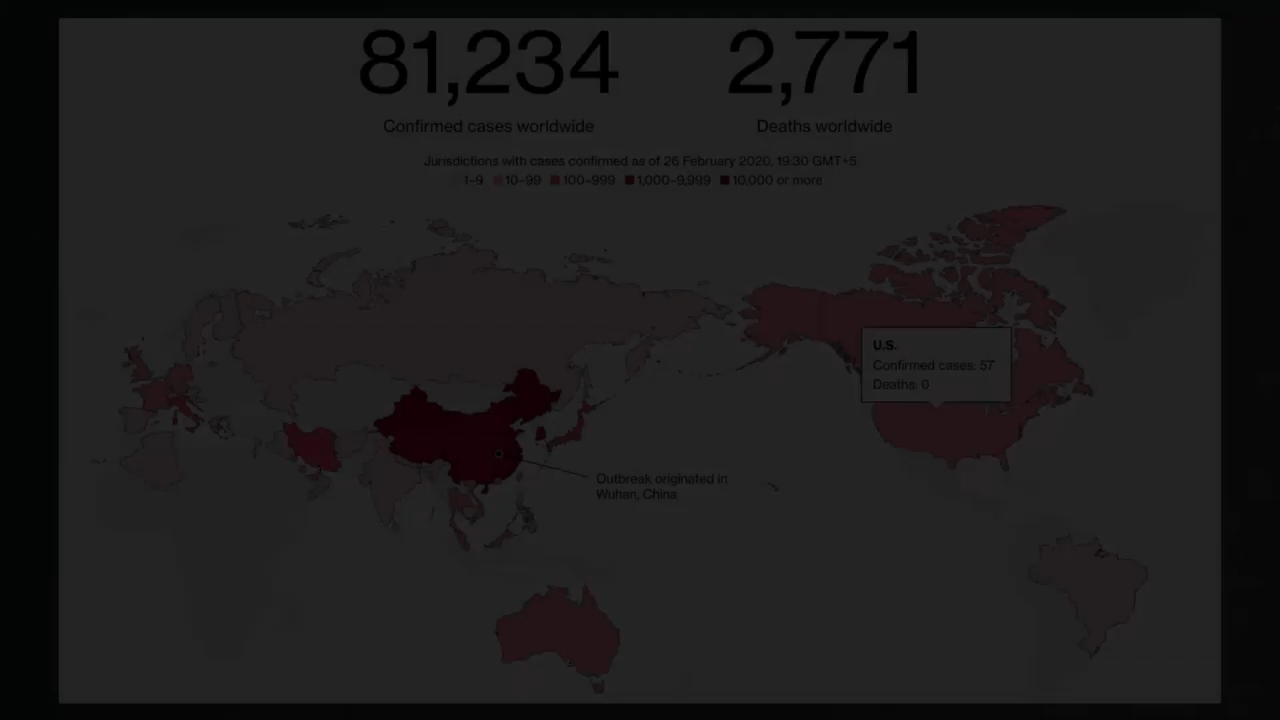 81,234 2,771
Confirmed cases worldwide Deaths worldwide
Jurisdictions with cases confirmed as of 26 February 2020, 19:30 GMT+5
1–9 10–99 100–999 1,000–9,999 10,000 or more
U.S.
Confirmed cases: 57
Deaths: 0
Outbreak originated in
Wuhan, China